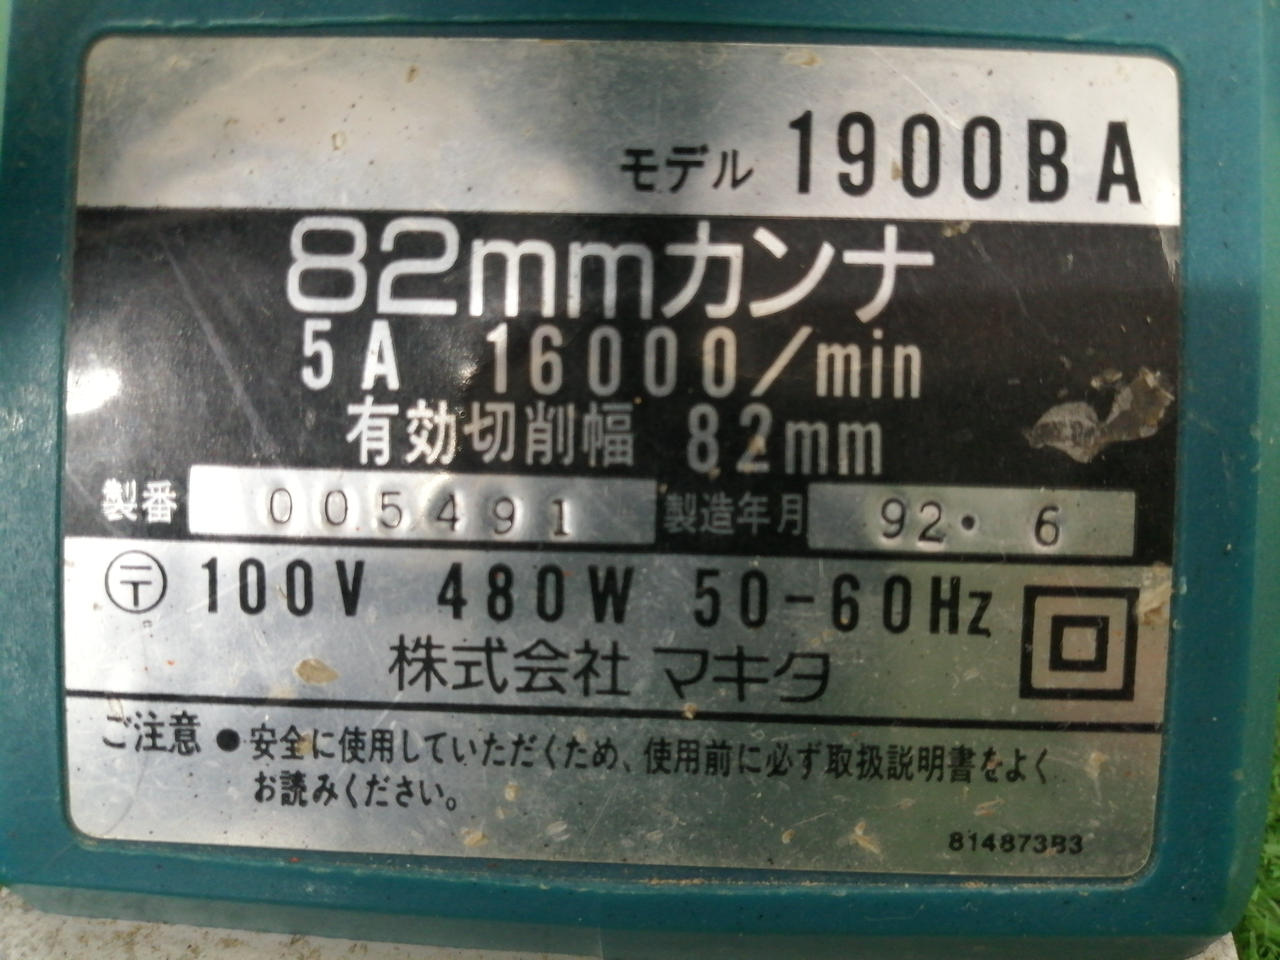 モデル 1900BA
82mmカンナ
5A 16000/min
有効切削幅 82mm
製番 005491 製造年月 92・6
〒 100V 480W 50-60Hz
株式会社 マキタ
ご注意 ●安全に使用していただくため、使用前に必ず取扱説明書をよく
お読みください。
814873B3